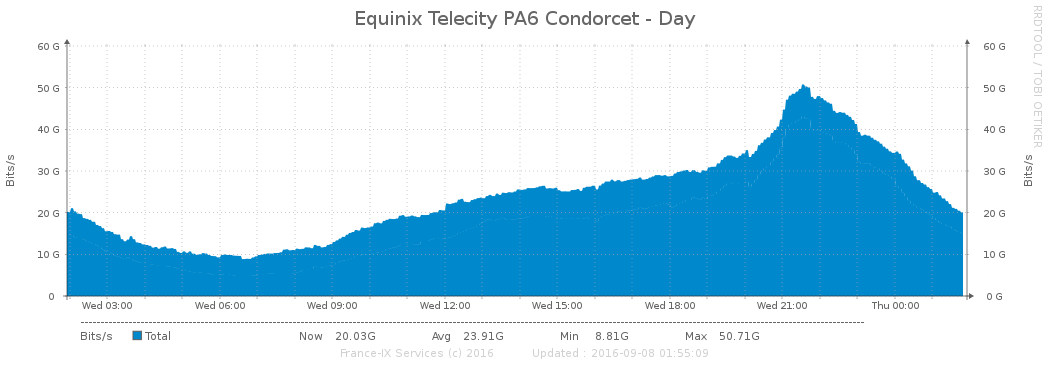 Equinix Telecity PA6 Condorcet - Day
RRDTOOL / TOBI OETIKER
Bits/s
60 G 60 G
50 G 50 G
40 G 40 G
30 G 30 G
20 G 20 G
10 G 10 G
0 0 G
Bits/s
Wed 03:00 Wed 06:00 Wed 09:00 Wed 12:00 Wed 15:00 Wed 18:00 Wed 21:00 Thu 00:00
Bits/s Total Now 20.03G Avg 23.91G Min 8.81G Max 50.71G
France-IX Services (c) 2016 Updated : 2016-09-08 01:55:09